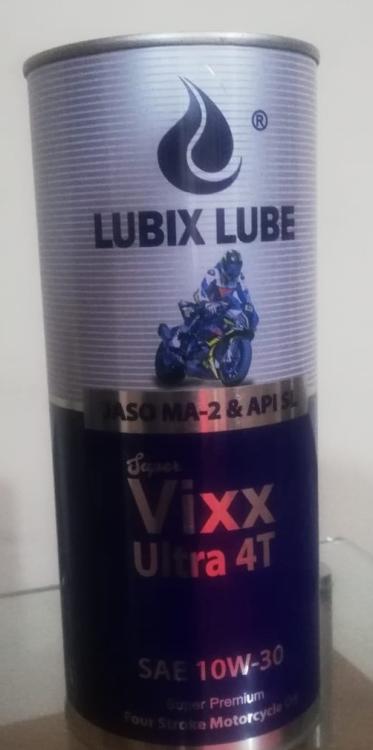 ®
LUBIX LUBE
JASO MA-2 & API SL
Super
Vixx
Ultra 4T
SAE 10W-30
Super Premium
Four Stroke Motorcycle Oil